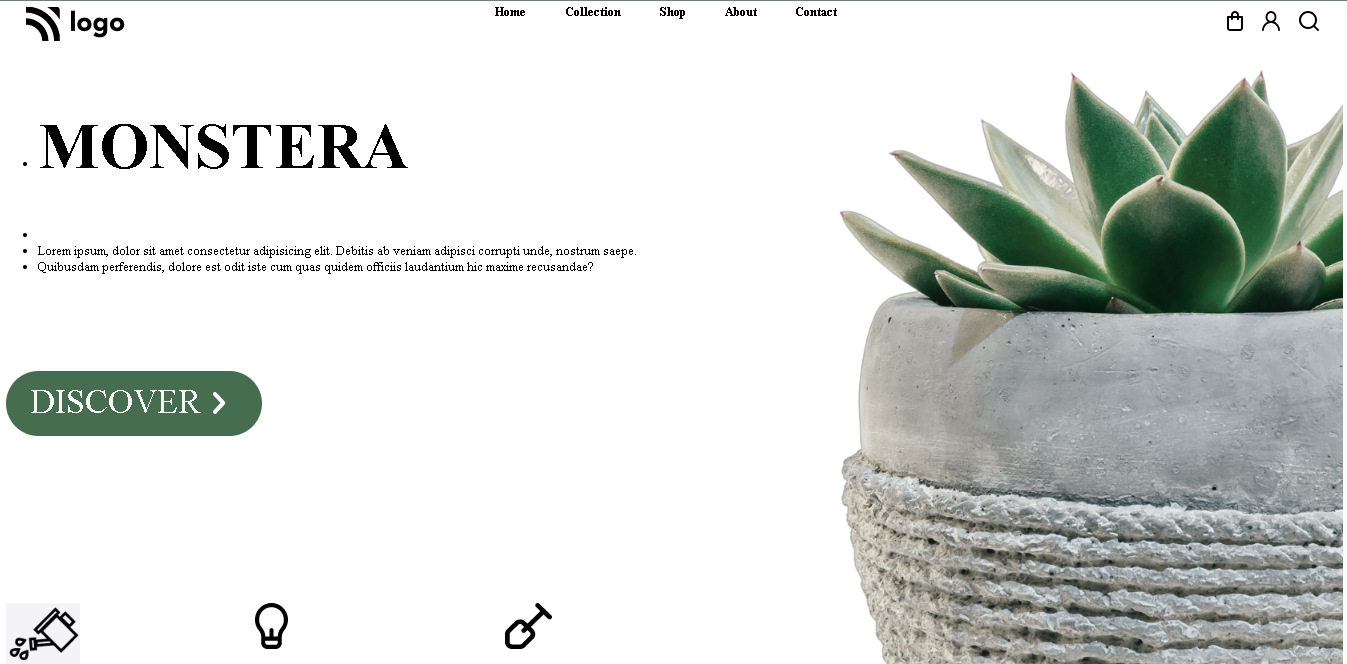 logo
Home Collection Shop About Contact
MONSTERA
Lorem ipsum, dolor sit amet consectetur adipisicing elit. Debitis ab veniam adipisci corrupti unde, nostrum saepe.
Quibusdam perferendis, dolore est odit iste cum quas quidem officiis laudantium hic maxime recusandae?
DISCOVER